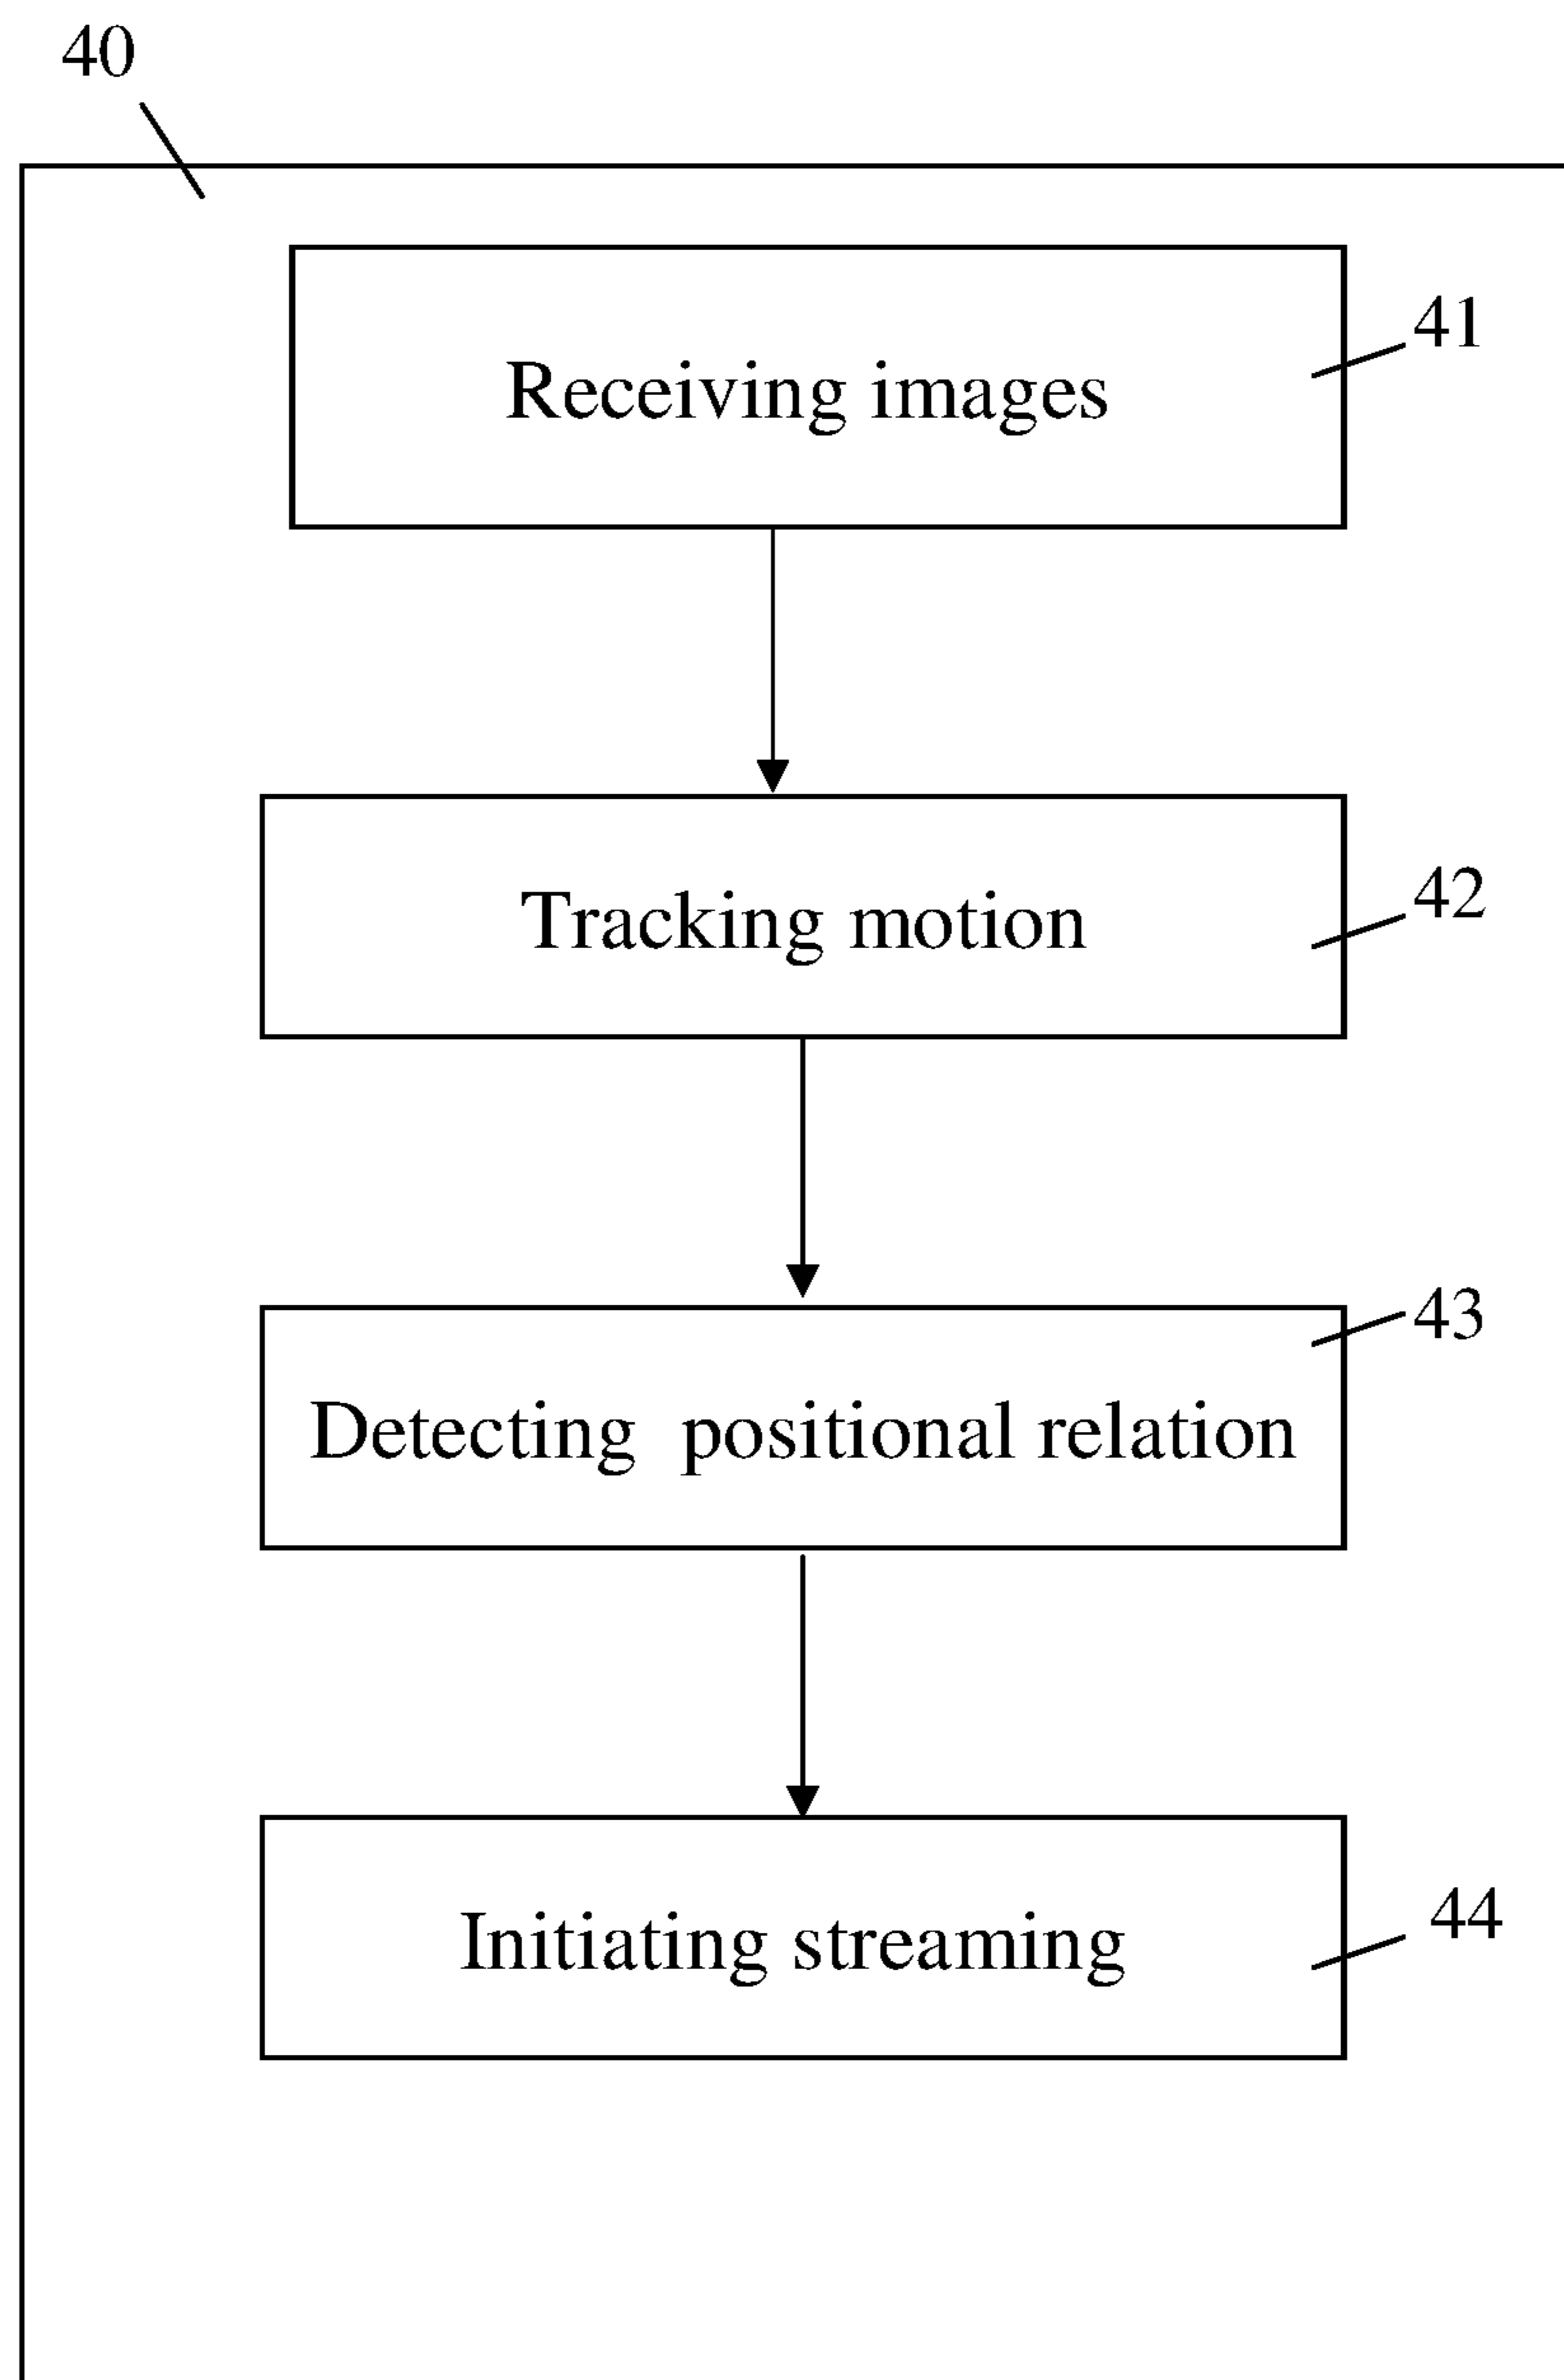 40
Receiving images
41
Tracking motion
42
43
Detecting positional relation
Initiating streaming
44